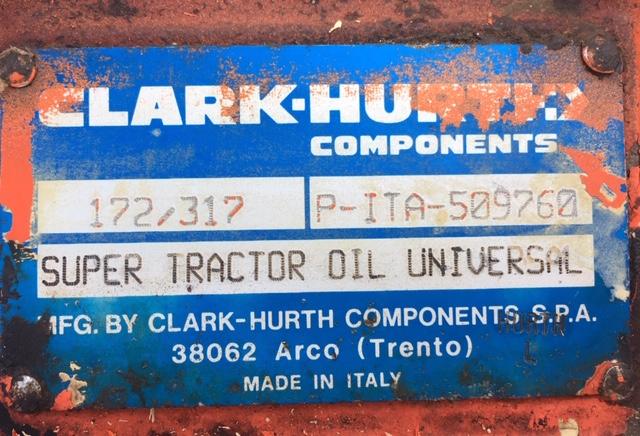 CLARK-HURTH
COMPONENTS
172/317 P-ITA-509760
SUPER TRACTOR OIL UNIVERSAL
MFG. BY CLARK-HURTH COMPONENTS S.P.A.
38062 Arco (Trento)
MADE IN ITALY